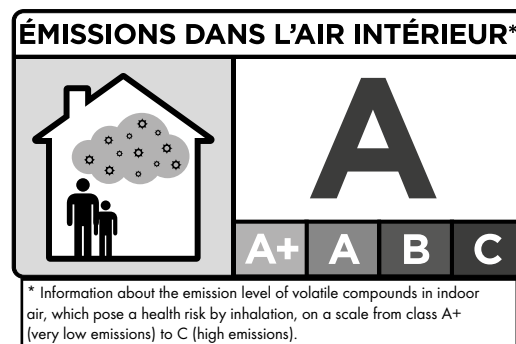 ÉMISSIONS DANS L'AIR INTÉRIEUR*
A
A+ A B C
* Information about the emission level of volatile compounds in indoor
air, which pose a health risk by inhalation, on a scale from class A+
(very low emissions) to C (high emissions).